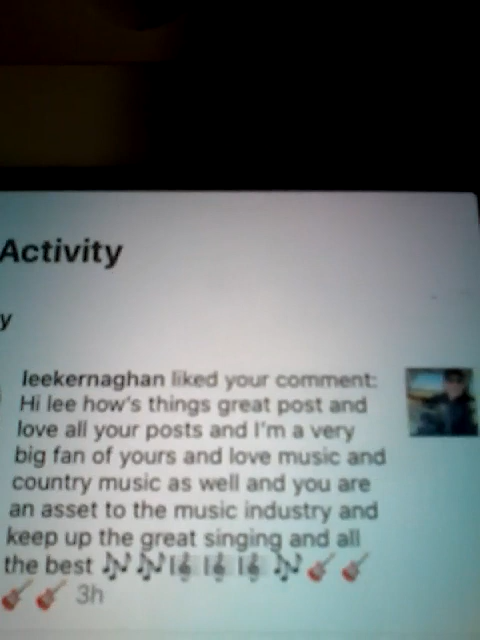 Activity
y
leekernaghan liked your comment:
Hi lee how's things great post and
love all your posts and I'm a very
big fan of yours and love music and
country music as well and you are
an asset to the music industry and
keep up the great singing and all
the best 🎶🎶🎼🎼🎼🎶🎸🎸
🎸🎸 3h